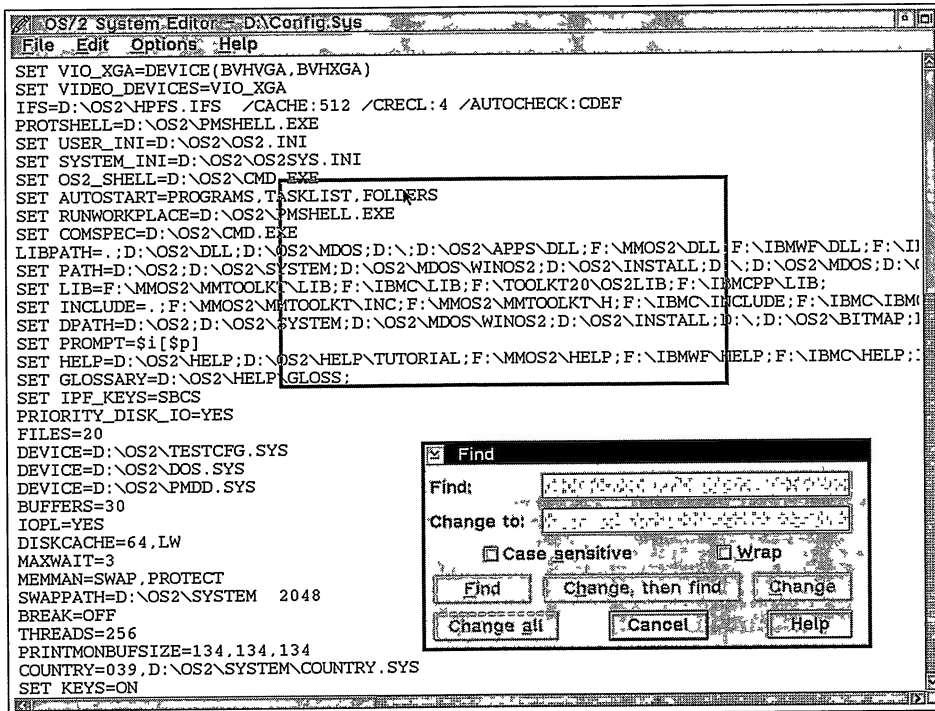 OS/2 System Editor - D:\Config.Sys
File Edit Options Help
SET VIO_XGA=DEVICE(BVHVGA,BVHXGA)
SET VIDEO_DEVICES=VIO_XGA
IFS=D:\OS2\HPFS.IFS /CACHE:512 /CRECL:4 /AUTOCHECK:CDEF
PROTSHELL=D:\OS2\PMSHELL.EXE
SET USER_INI=D:\OS2\OS2.INI
SET SYSTEM_INI=D:\OS2\OS2SYS.INI
SET OS2_SHELL=D:\OS2\CMD.EXE
SET AUTOSTART=PROGRAMS,TASKLIST,FOLDERS
SET RUNWORKPLACE=D:\OS2\PMSHELL.EXE
SET COMSPEC=D:\OS2\CMD.EXE
LIBPATH=.;D:\OS2\DLL;D:\OS2\MDOS;D:\;D:\OS2\APPS\DLL;F:\MMOS2\DLL;F:\IBMWF\DLL;F:\
SET PATH=D:\OS2;D:\OS2\SYSTEM;D:\OS2\MDOS\WINOS2;D:\OS2\INSTALL;D:\;D:\OS2\MDOS;D:\
SET LIB=F:\MMOS2\MMTOOLKT\LIB;F:\IBMC\LIB;F:\TOOLKT20\OS2LIB;F:\IBMCPP\LIB;
SET INCLUDE=.;F:\MMOS2\MMTOOLKT\INC;F:\MMOS2\MMTOOLKT\H;F:\IBMC\INCLUDE;F:\IBMC\IBM
SET DPATH=D:\OS2;D:\OS2\SYSTEM;D:\OS2\MDOS\WINOS2;D:\OS2\INSTALL;D:\;D:\OS2\BITMAP;
SET PROMPT=$i[$p]
SET HELP=D:\OS2\HELP;D:\OS2\HELP\TUTORIAL;F:\MMOS2\HELP;F:\IBMWF\HELP;F:\IBMC\HELP;
SET GLOSSARY=D:\OS2\HELP\GLOSS;
SET IPF_KEYS=SBCS
PRIORITY_DISK_IO=YES
FILES=20
DEVICE=D:\OS2\TESTCFG.SYS
DEVICE=D:\OS2\DOS.SYS
DEVICE=D:\OS2\PMDD.SYS
BUFFERS=30
IOPL=YES
DISKCACHE=64,LW
MAXWAIT=3
MEMMAN=SWAP,PROTECT
SWAPPATH=D:\OS2\SYSTEM 2048
BREAK=OFF
THREADS=256
PRINTMONBUFSIZE=134,134,134
COUNTRY=039,D:\OS2\SYSTEM\COUNTRY.SYS
SET KEYS=ON
Find
Find:
Change to:
Case sensitive Wrap
Find Change, then find Change
Change all Cancel Help